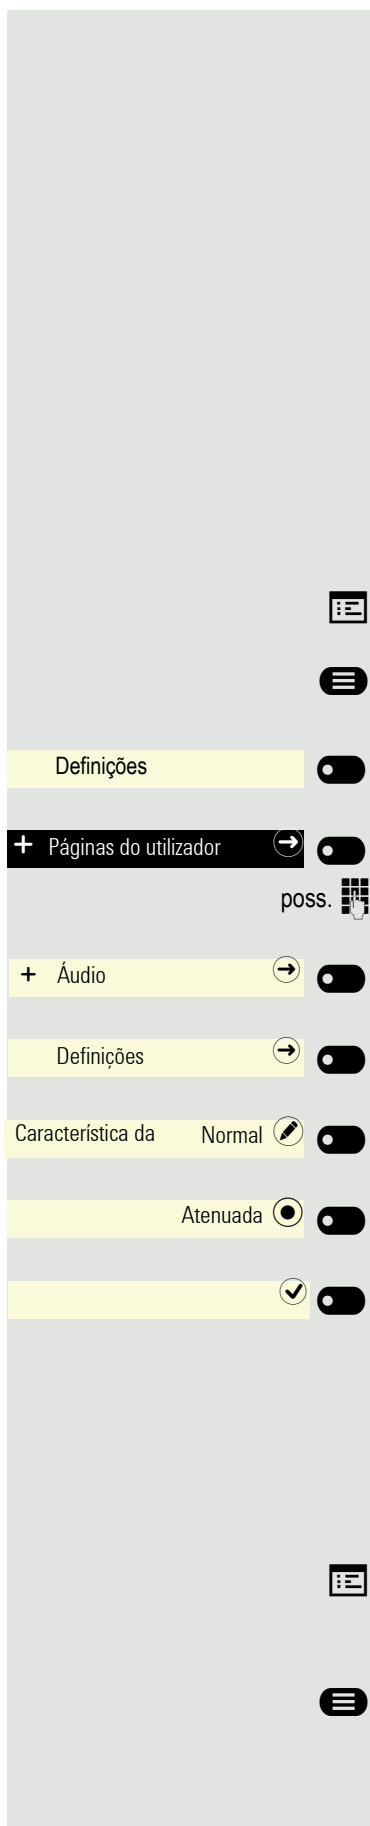 Definições
+ Páginas do utilizador
poss.
+ Áudio
Definições
Característica da Normal
Atenuada